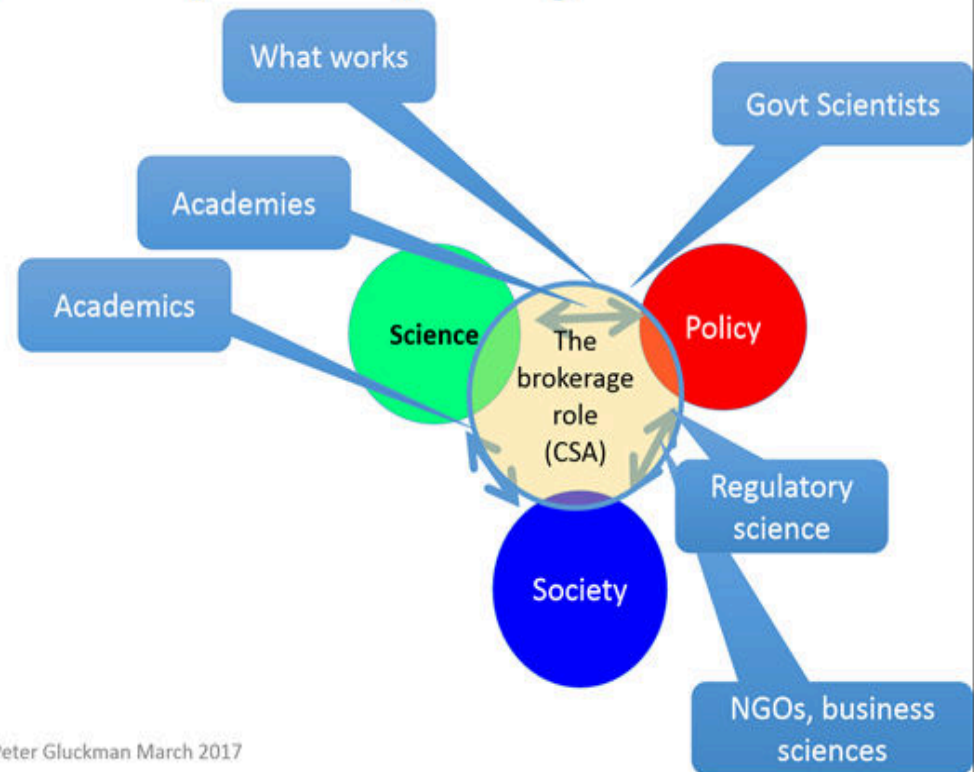 What works
Govt Scientists
Academies
Academics
Science
The
brokerage
role
(CSA)
Policy
Regulatory
science
Society
NGOs, business
sciences
Peter Gluckman March 2017